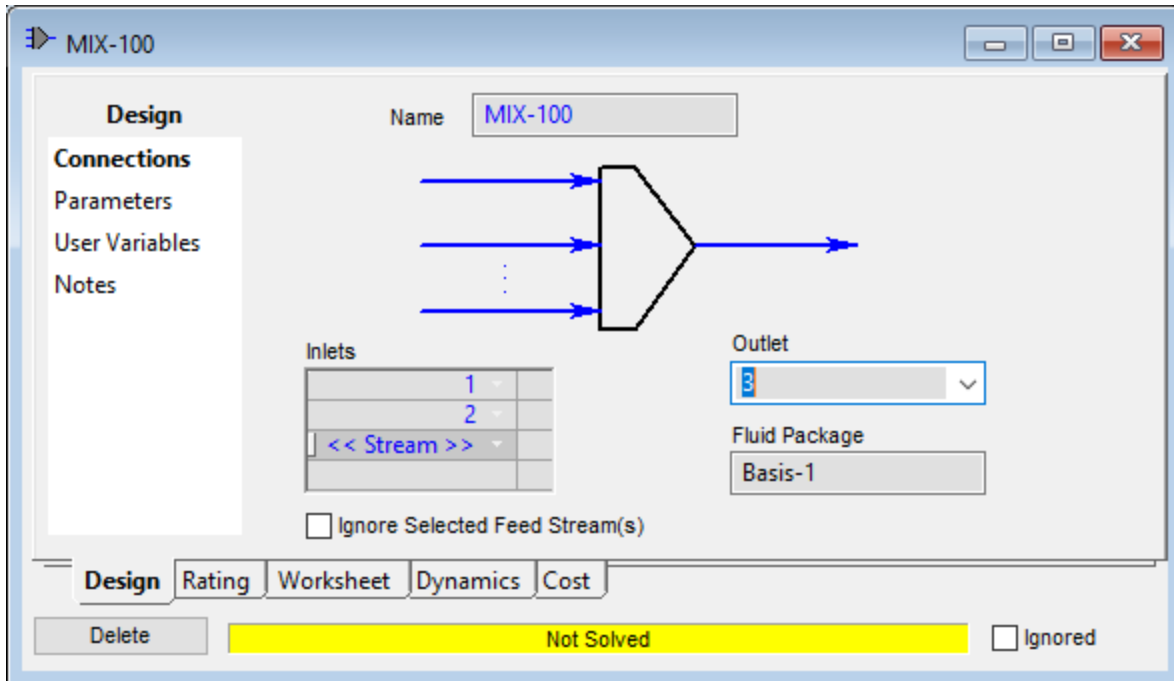 MIX-100
Design
Name MIX-100
Connections
Parameters
User Variables
Notes
Inlets
1
2
<< Stream >>
Outlet
3
Fluid Package
Basis-1
Ignore Selected Feed Stream(s)
Design Rating Worksheet Dynamics Cost
Delete Not Solved Ignored